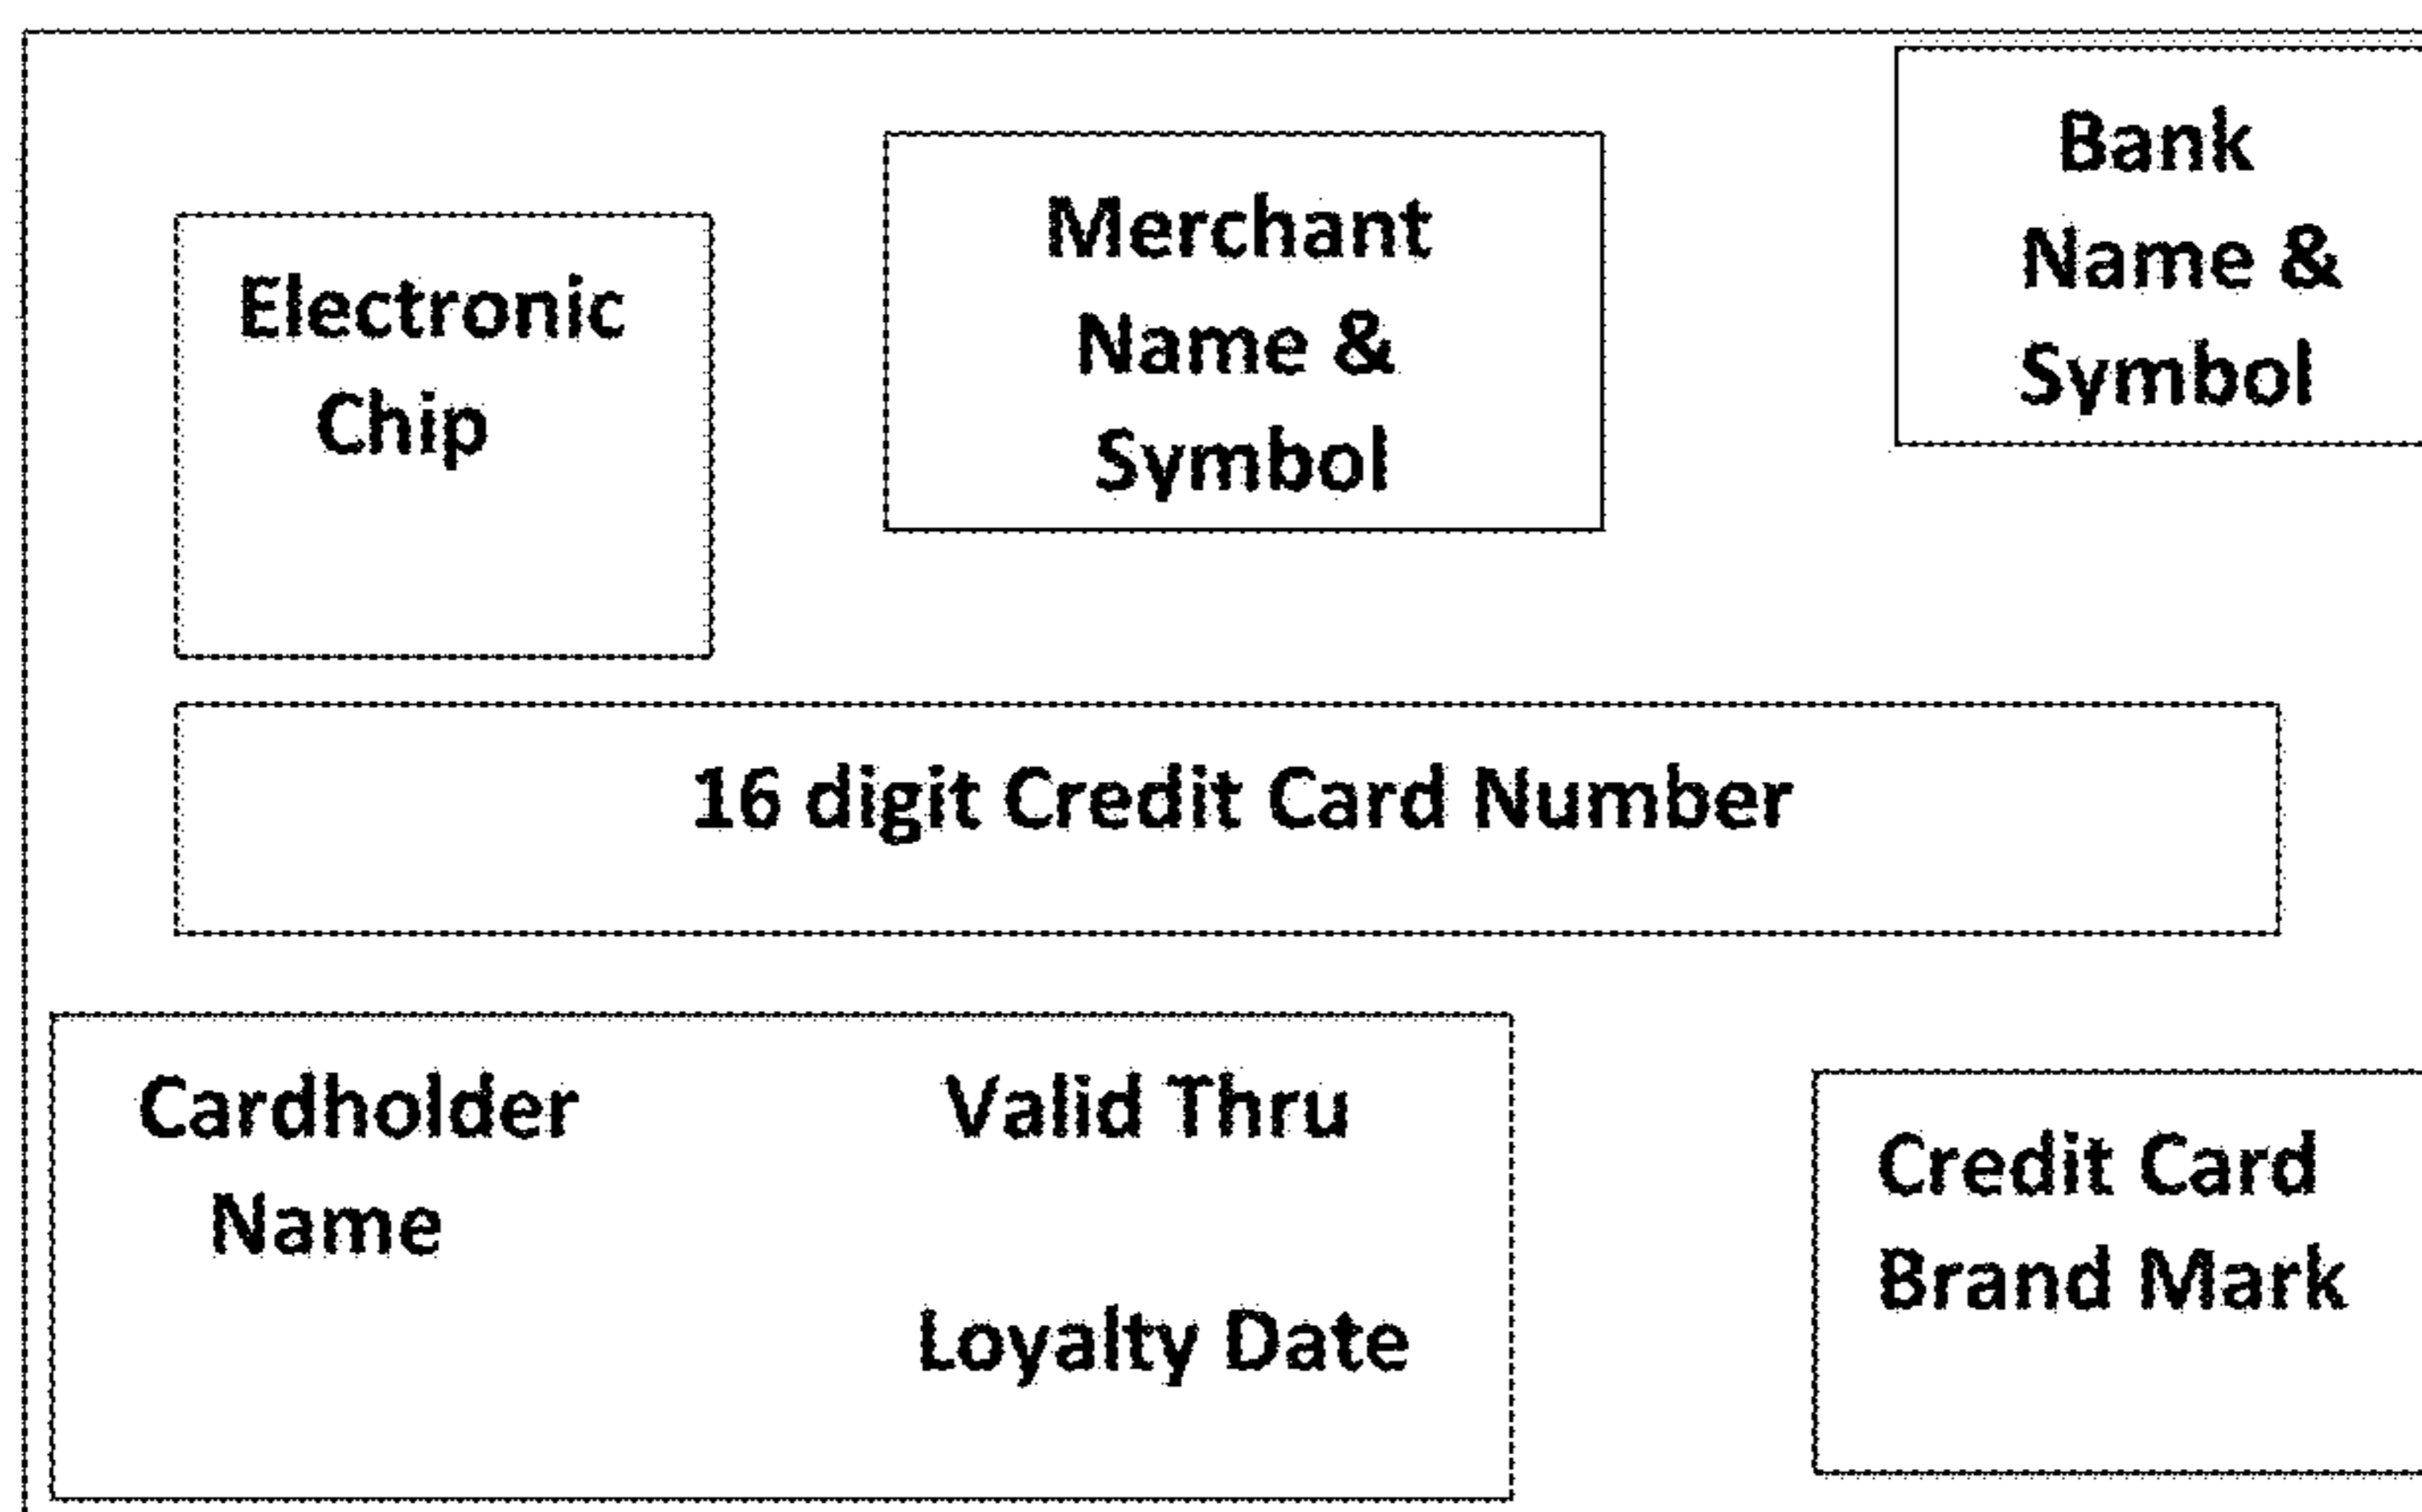 Electronic
Chip
Merchant
Name &
Symbol
Bank
Name &
Symbol
16 digit Credit Card Number
Cardholder
Name
Valid Thru
Loyalty Date
Credit Card
Brand Mark